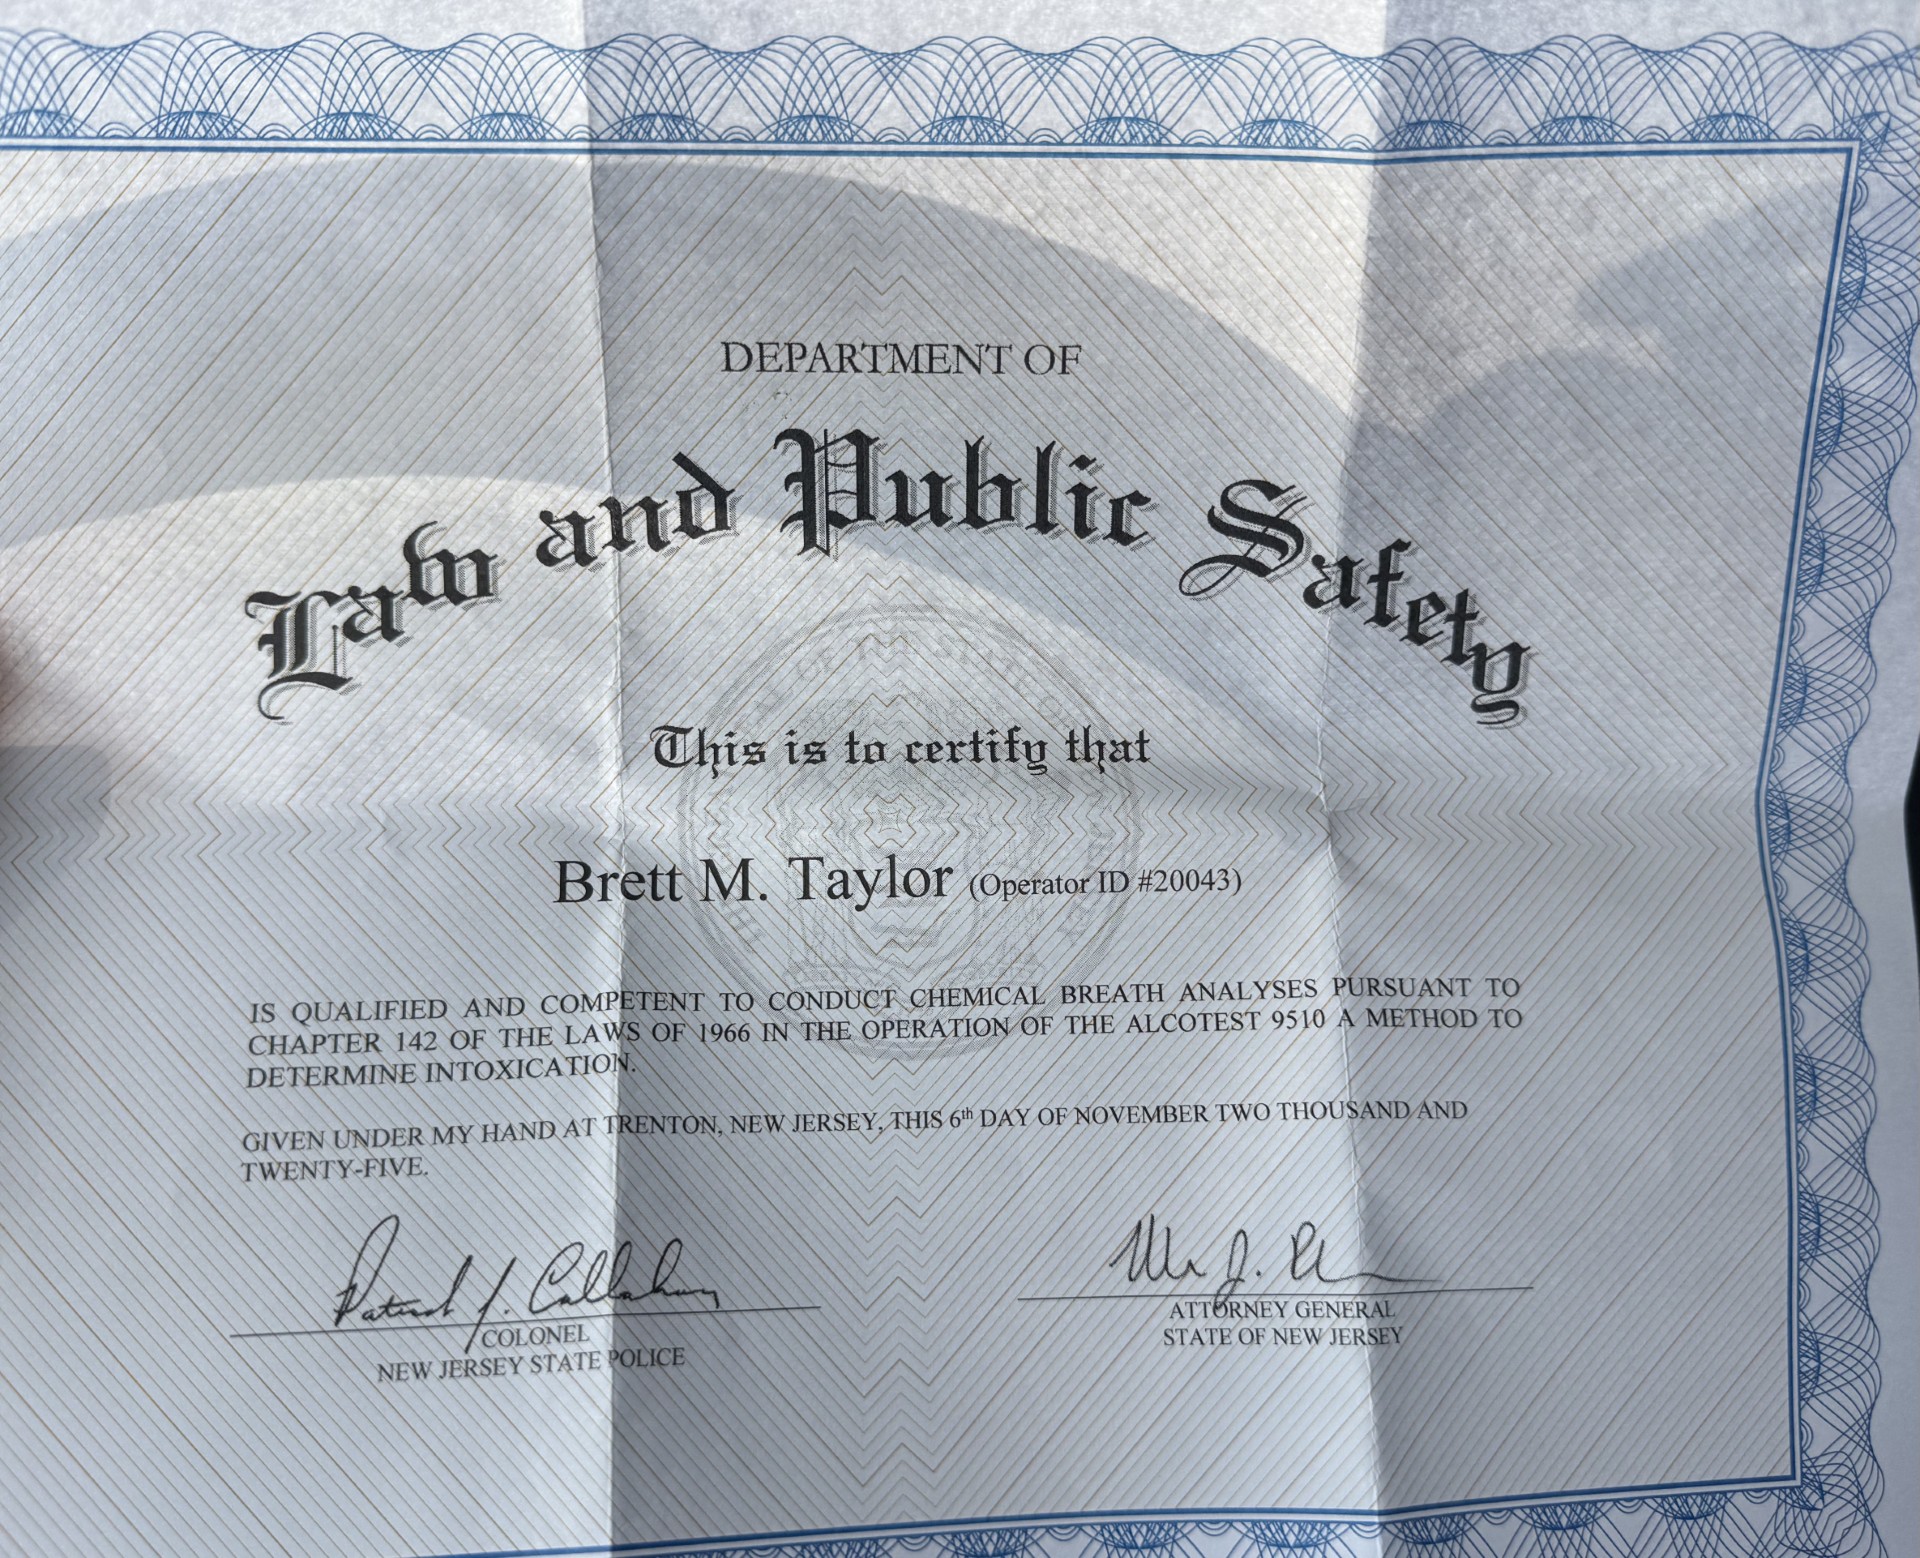 DEPARTMENT OF
Law and Public Safety
This is to certify that
Brett M. Taylor (Operator ID #20043)
IS QUALIFIED AND COMPETENT TO CONDUCT CHEMICAL BREATH ANALYSES PURSUANT TO
CHAPTER 142 OF THE LAWS OF 1966 IN THE OPERATION OF THE ALCOTEST 9510 A METHOD TO
DETERMINE INTOXICATION.
GIVEN UNDER MY HAND AT TRENTON, NEW JERSEY, THIS 6th DAY OF NOVEMBER TWO THOUSAND AND
TWENTY-FIVE.
Patrick J. Callahan
COLONEL
NEW JERSEY STATE POLICE
ATTORNEY GENERAL
STATE OF NEW JERSEY